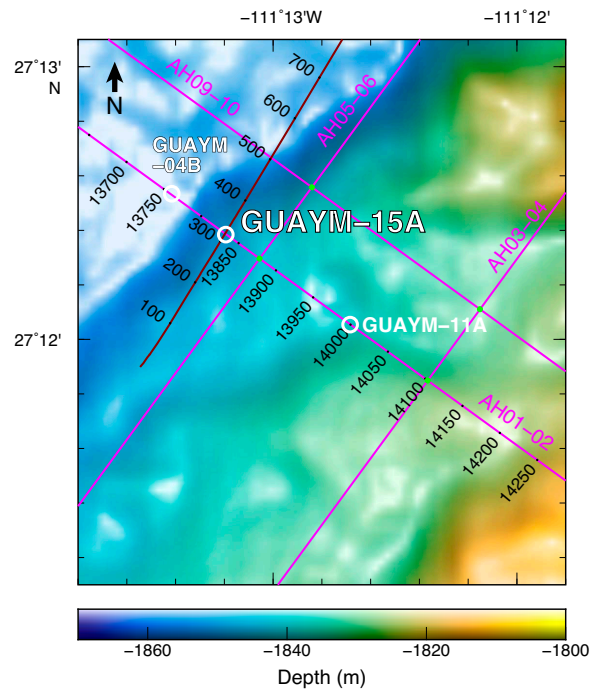 −111°13'W
−111°12'
27°13'
N
N
AH09−10
700
600
AH05−06
500
GUAYM
−04B
13700
13750
400
300
GUAYM−15A
AH03−04
13850
200
13900
100
13950
GUAYM−11A
27°12'
14000
14050
14100
AH01−02
14150
14200
14250
−1860
−1840
−1820
−1800
Depth (m)